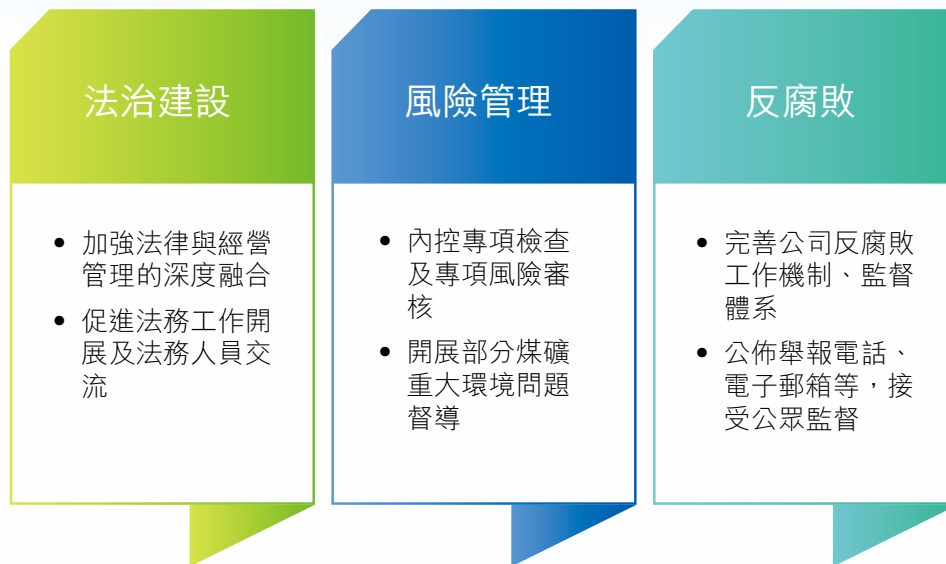 法治建設
• 加強法律與經營
管理的深度融合
• 促進法務工作開
展及法務人員交
流
風險管理
• 內控專項檢查
及專項風險審
核
• 開展部分煤礦
重大環境問題
督導
反腐敗
• 完善公司反腐敗
工作機制、監督
體系
• 公佈舉報電話、
電子郵箱等，接
受公眾監督